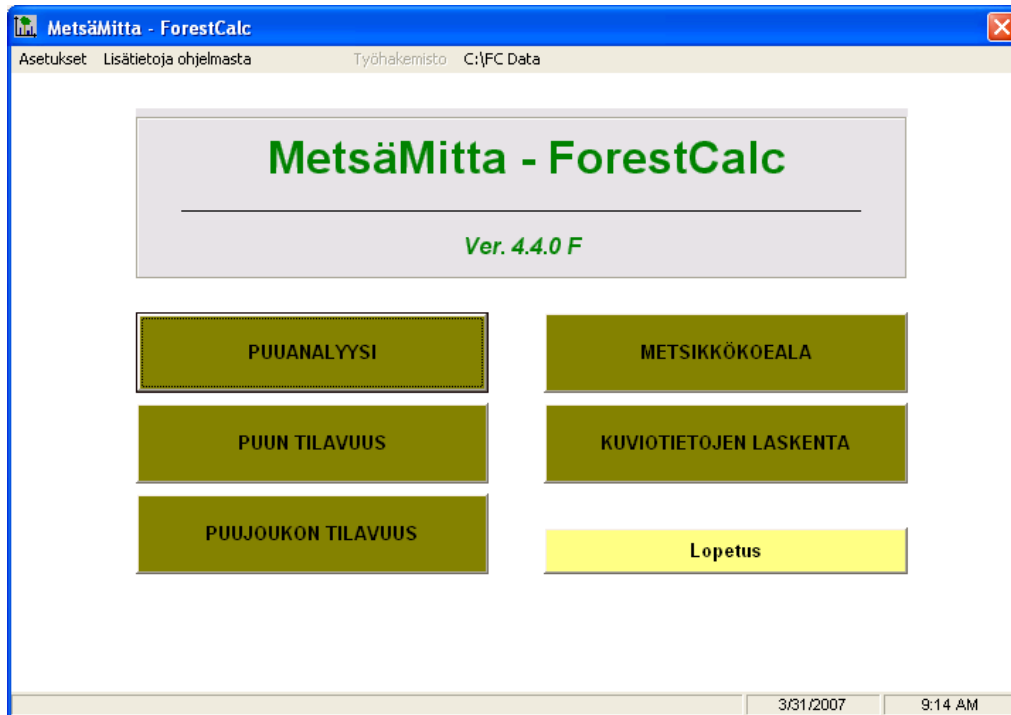 MetsäMitta - ForestCalc
Asetukset Lisätietoja ohjelmasta Työhakemisto C:\FC Data
MetsäMitta - ForestCalc
Ver. 4.4.0 F
PUUANALYYSI
METSIKKÖKOEALA
PUUN TILAVUUS
KUVIOTIETOJEN LASKENTA
PUUJOUKON TILAVUUS
Lopetus
3/31/2007 9:14 AM